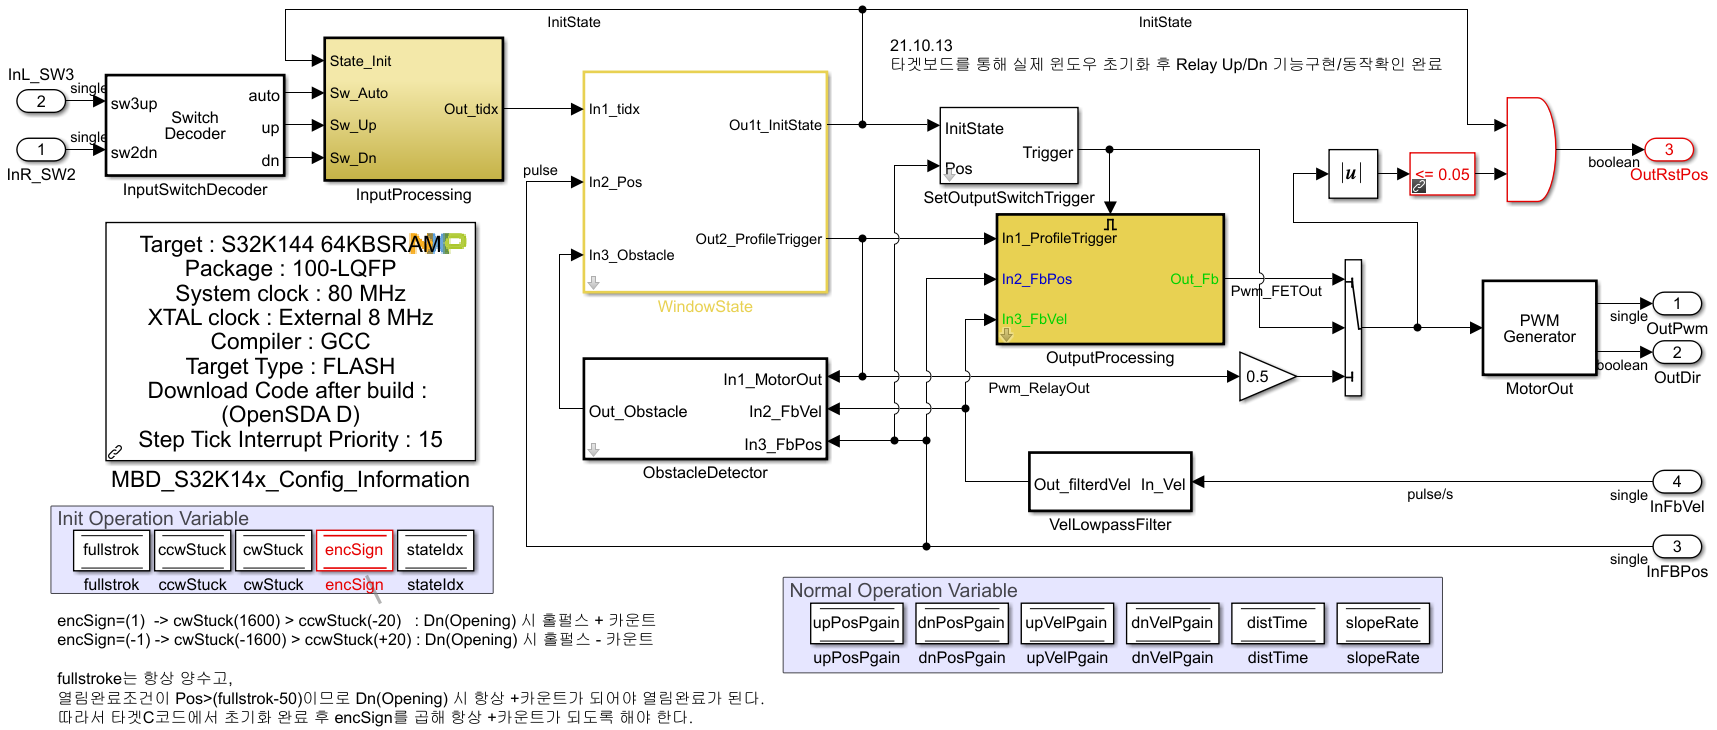 InitState
InitState
21.10.13
타겟보드를 통해 실제 윈도우 초기화 후 Relay Up/Dn 기능구현/동작확인 완료
InL_SW3
2
single
1
single
InR_SW2
sw3up
sw2dn
Switch
Decoder
auto
up
dn
InputSwitchDecoder
State_Init
Sw_Auto
Sw_Up
Sw_Dn
Out_tidx
InputProcessing
pulse
In1_tidx
In2_Pos
In3_Obstacle
Ou1t_InitState
Out2_ProfileTrigger
WindowState
InitState
Pos
Trigger
SetOutputSwitchTrigger
In1_ProfileTrigger
In2_FbPos
In3_FbVel
Out_Fb
OutputProcessing
Pwm_FETOut
|u|
<= 0.05
boolean
3
OutRstPos
PWM
Generator
MotorOut
single
1
OutPwm
boolean
2
OutDir
Target : S32K144 64KBSRAM
NXP
Package : 100-LQFP
System clock : 80 MHz
XTAL clock : External 8 MHz
Compiler : GCC
Target Type : FLASH
Download Code after build :
(OpenSDA D)
Step Tick Interrupt Priority : 15
MBD_S32K14x_Config_Information
Out_Obstacle
In1_MotorOut
In2_FbVel
In3_FbPos
ObstacleDetector
Pwm_RelayOut
0.5
Out_filterdVel
In_Vel
VelLowpassFilter
pulse/s
single
4
InFbVel
single
3
InFBPos
Init Operation Variable
fullstrok
ccwStuck
cwStuck
encSign
stateIdx
fullstrok
ccwStuck
cwStuck
encSign
stateIdx
encSign=(1) -> cwStuck(1600) > ccwStuck(-20) : Dn(Opening) 시 홀펄스 + 카운트
encSign=(-1) -> cwStuck(-1600) > ccwStuck(+20) : Dn(Opening) 시 홀펄스 - 카운트
fullstroke는 항상 양수고,
열림완료조건이 Pos>(fullstrok-50)이므로 Dn(Opening) 시 항상 +카운트가 되어야 열림완료가 된다.
따라서 타겟C코드에서 초기화 완료 후 encSign를 곱해 항상 +카운트가 되도록 해야 한다.
Normal Operation Variable
upPosPgain
dnPosPgain
upVelPgain
dnVelPgain
distTime
slopeRate
upPosPgain
dnPosPgain
upVelPgain
dnVelPgain
distTime
slopeRate